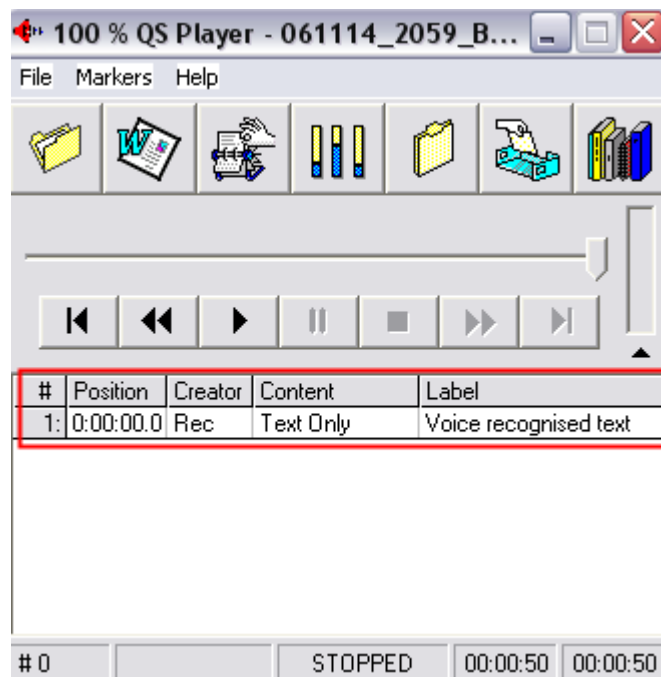 100 % QS Player - 061114_2059_B...
File Markers Help
# Position Creator Content Label
1: 0:00:00.0 Rec Text Only Voice recognised text
# 0 STOPPED 00:00:50 00:00:50